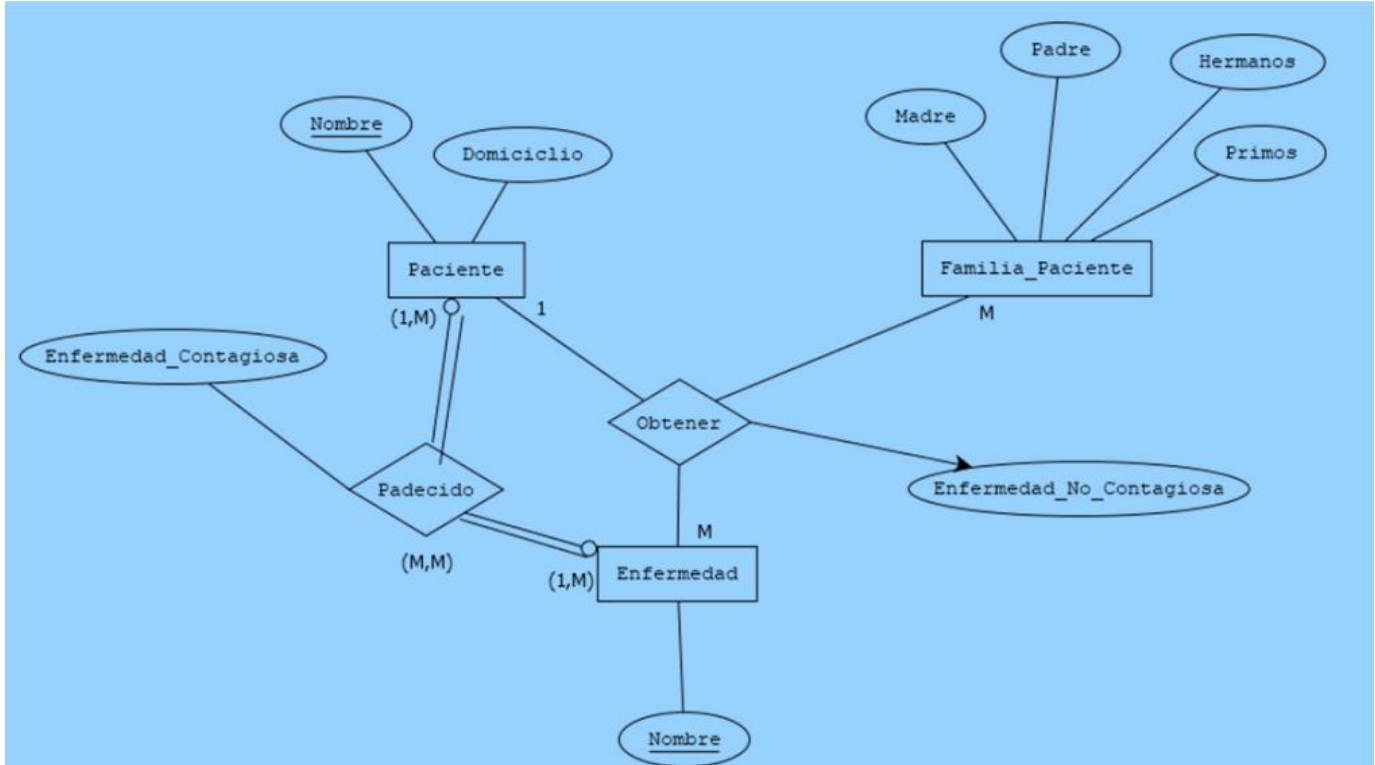 Padre
Hermanos
Madre
Nombre
Domiciclio
Primos
Paciente
Familia_Paciente
(1,M)
1
M
Enfermedad_Contagiosa
Obtener
Padecido
Enfermedad_No_Contagiosa
M
(M,M)
(1,M)
Enfermedad
Nombre